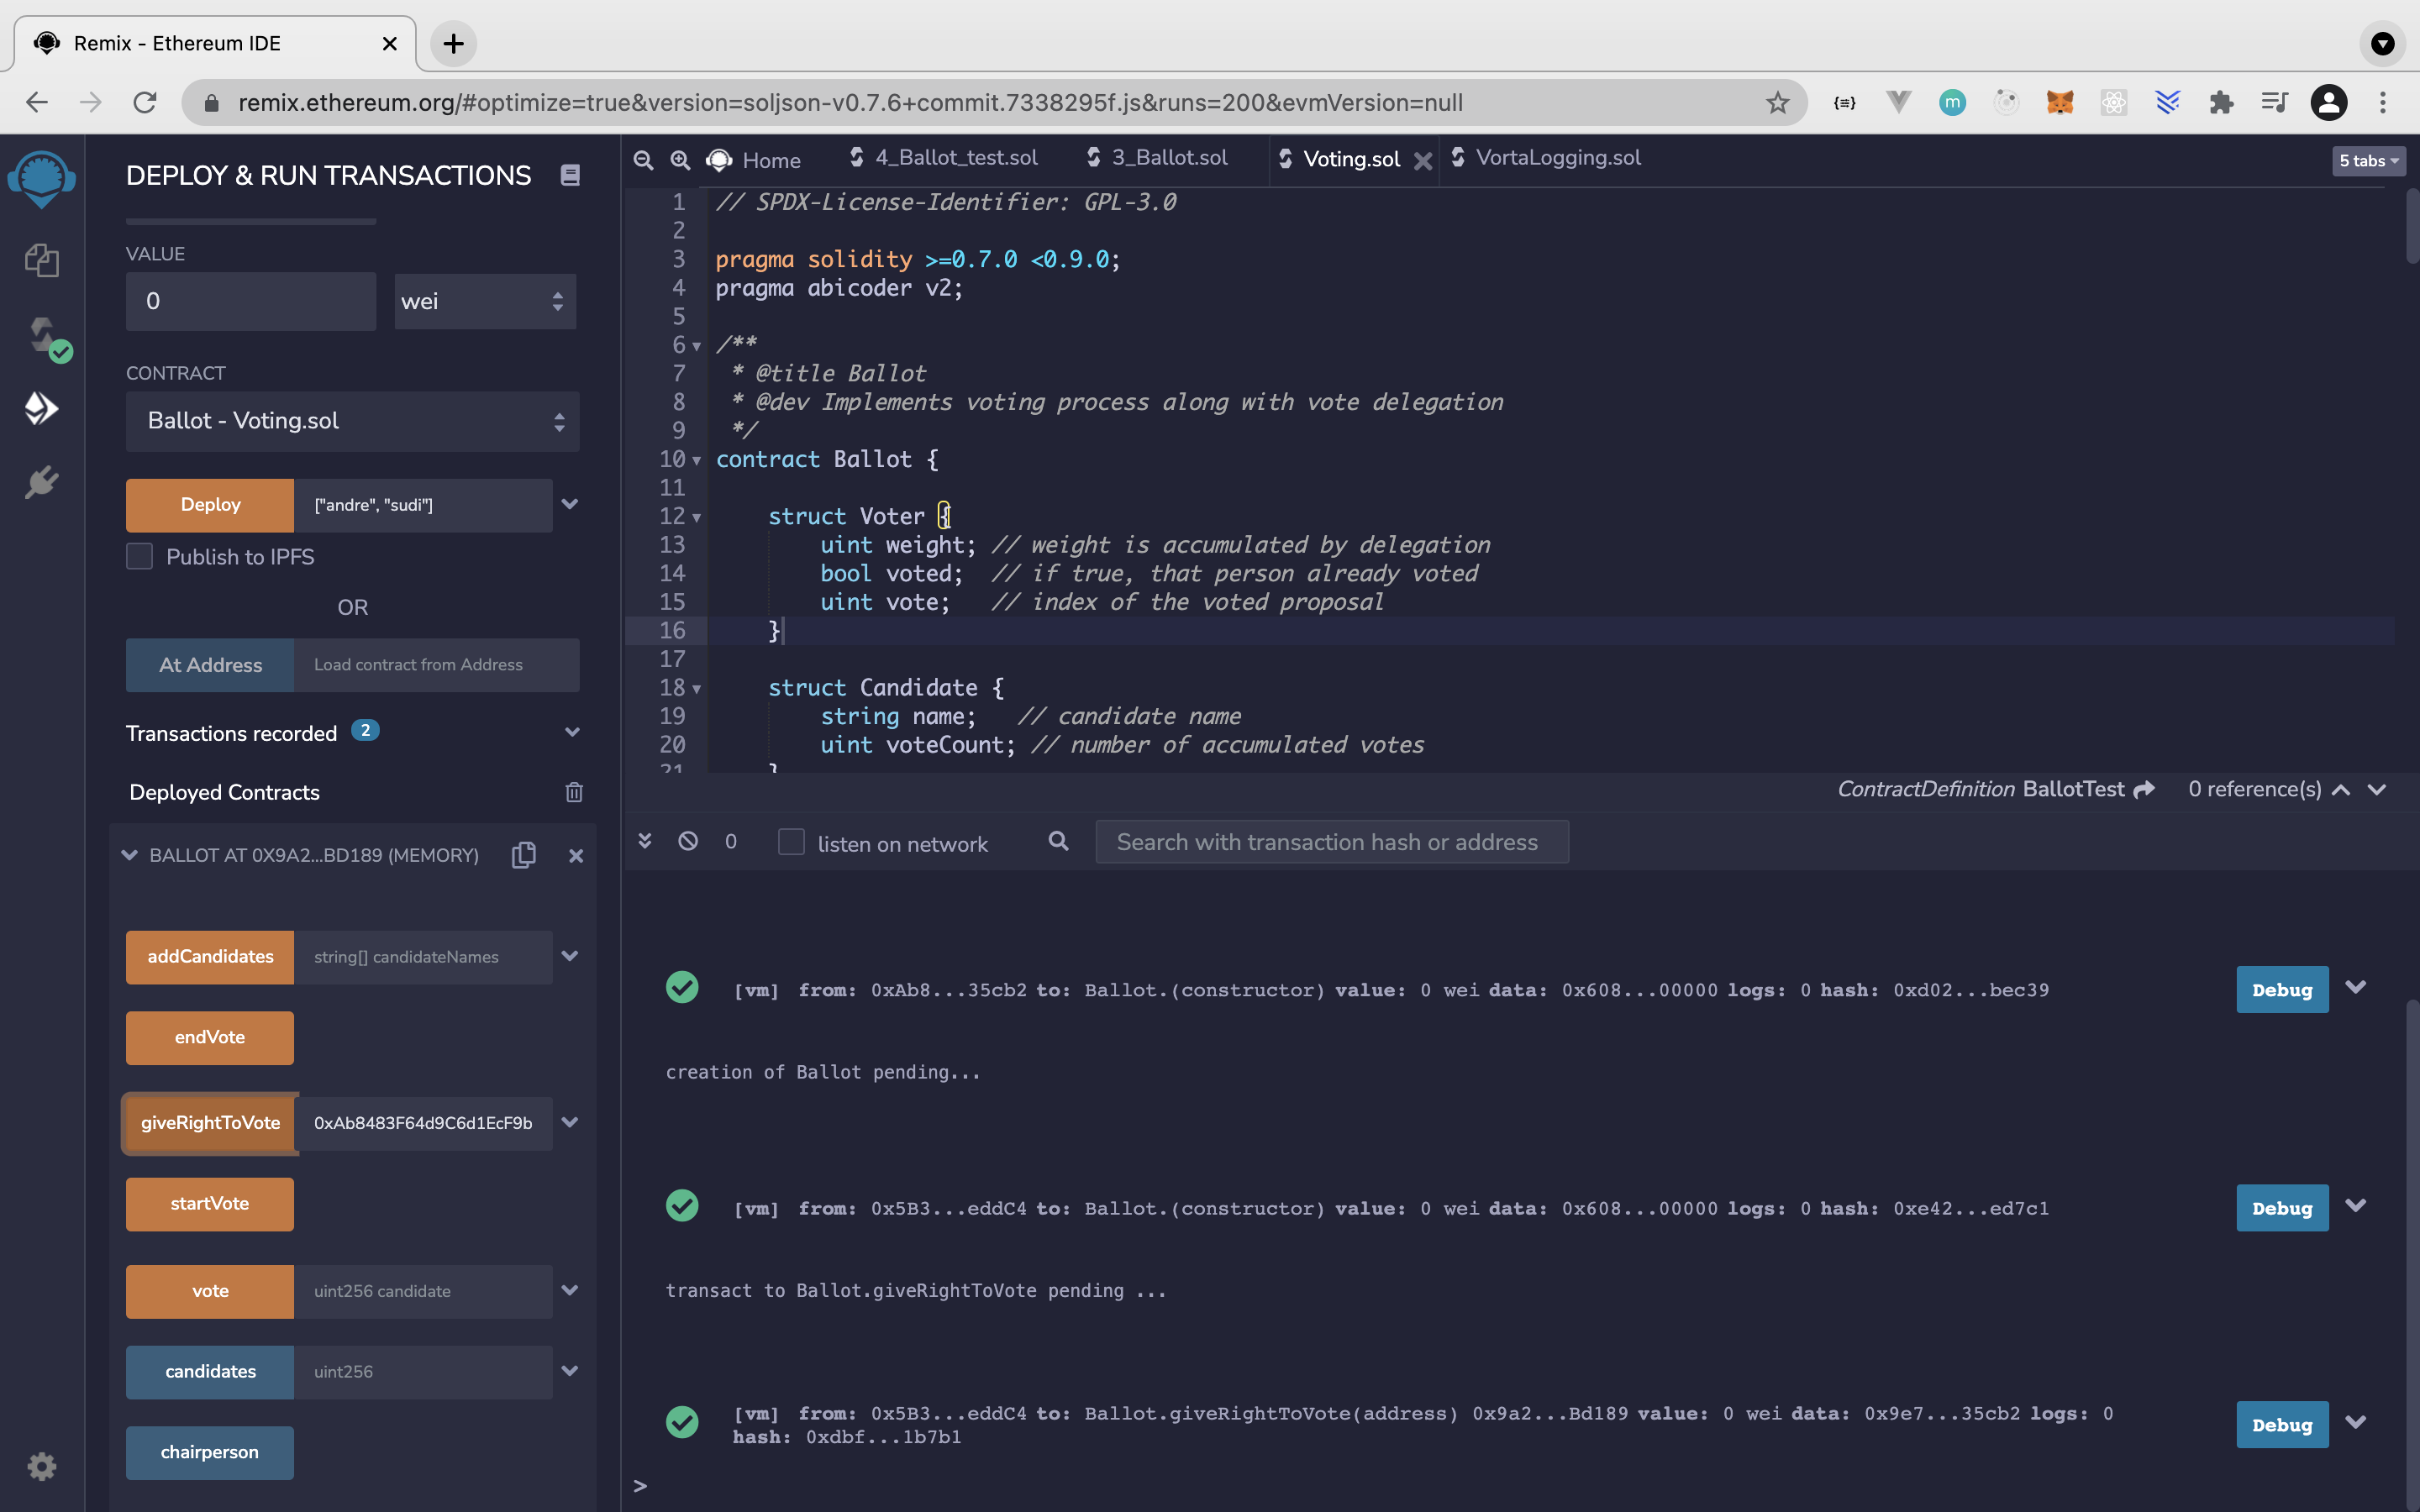 Remix - Ethereum IDE
remix.ethereum.org/#optimize=true&version=soljson-v0.7.6+commit.7338295f.js&runs=200&evmVersion=null
m
DEPLOY & RUN TRANSACTIONS
VALUE
0
wei
CONTRACT
Ballot - Voting.sol
Deploy
["andre", "sudi"]
Publish to IPFS
OR
At Address
Load contract from Address
Transactions recorded 2
Deployed Contracts
BALLOT AT 0X9A2...BD189 (MEMORY)
addCandidates
string[] candidateNames
endVote
giveRightToVote
0xAb8483F64d9C6d1EcF9b
startVote
vote
uint256 candidate
candidates
uint256
chairperson
Home
4_Ballot_test.sol
3_Ballot.sol
Voting.sol
VortaLogging.sol
5 tabs
1 // SPDX-License-Identifier: GPL-3.0
2
3 pragma solidity >=0.7.0 <0.9.0;
4 pragma abicoder v2;
5
6 /**
7 * @title Ballot
8 * @dev Implements voting process along with vote delegation
9 */
10 contract Ballot {
11
12 struct Voter {
13 uint weight; // weight is accumulated by delegation
14 bool voted; // if true, that person already voted
15 uint vote; // index of the voted proposal
16 }
17
18 struct Candidate {
19 string name; // candidate name
20 uint voteCount; // number of accumulated votes
21 }
ContractDefinition BallotTest 0 reference(s)
0
listen on network
Search with transaction hash or address
[vm] from: 0xAb8...35cb2 to: Ballot.(constructor) value: 0 wei data: 0x608...00000 logs: 0 hash: 0xd02...bec39
Debug
creation of Ballot pending...
[vm] from: 0x5B3...eddC4 to: Ballot.(constructor) value: 0 wei data: 0x608...00000 logs: 0 hash: 0xe42...ed7c1
Debug
transact to Ballot.giveRightToVote pending ...
[vm] from: 0x5B3...eddC4 to: Ballot.giveRightToVote(address) 0x9a2...Bd189 value: 0 wei data: 0x9e7...35cb2 logs: 0
hash: 0xdbf...1b7b1
Debug
>